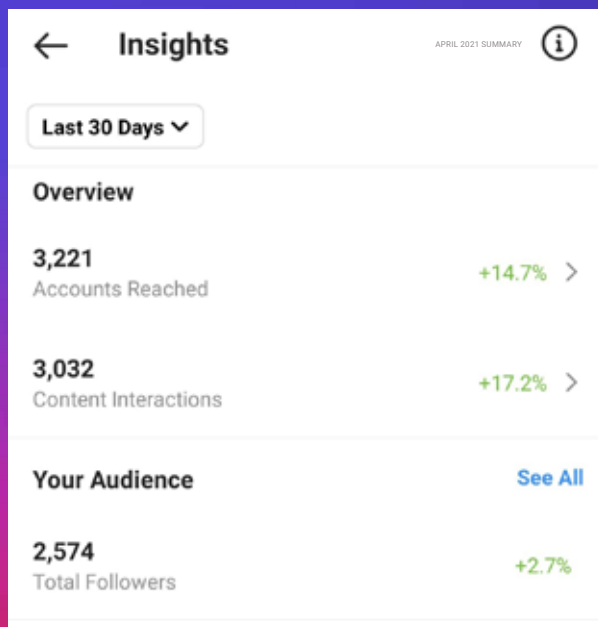 Insights
APRIL 2021 SUMMARY
Last 30 Days
Overview
3,221
Accounts Reached
+14.7%
3,032
Content Interactions
+17.2%
Your Audience
See All
2,574
Total Followers
+2.7%